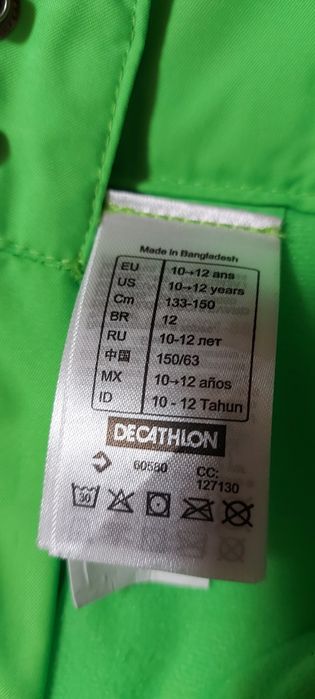 Made in Bangladesh
EU 10→12 ans
US 10→12 years
Cm 133-150
BR 12
RU 10-12 лет
中国 150/63
MX 10→12 años
ID 10 - 12 Tahun
DECATHLON
60580 CC:
127130
30